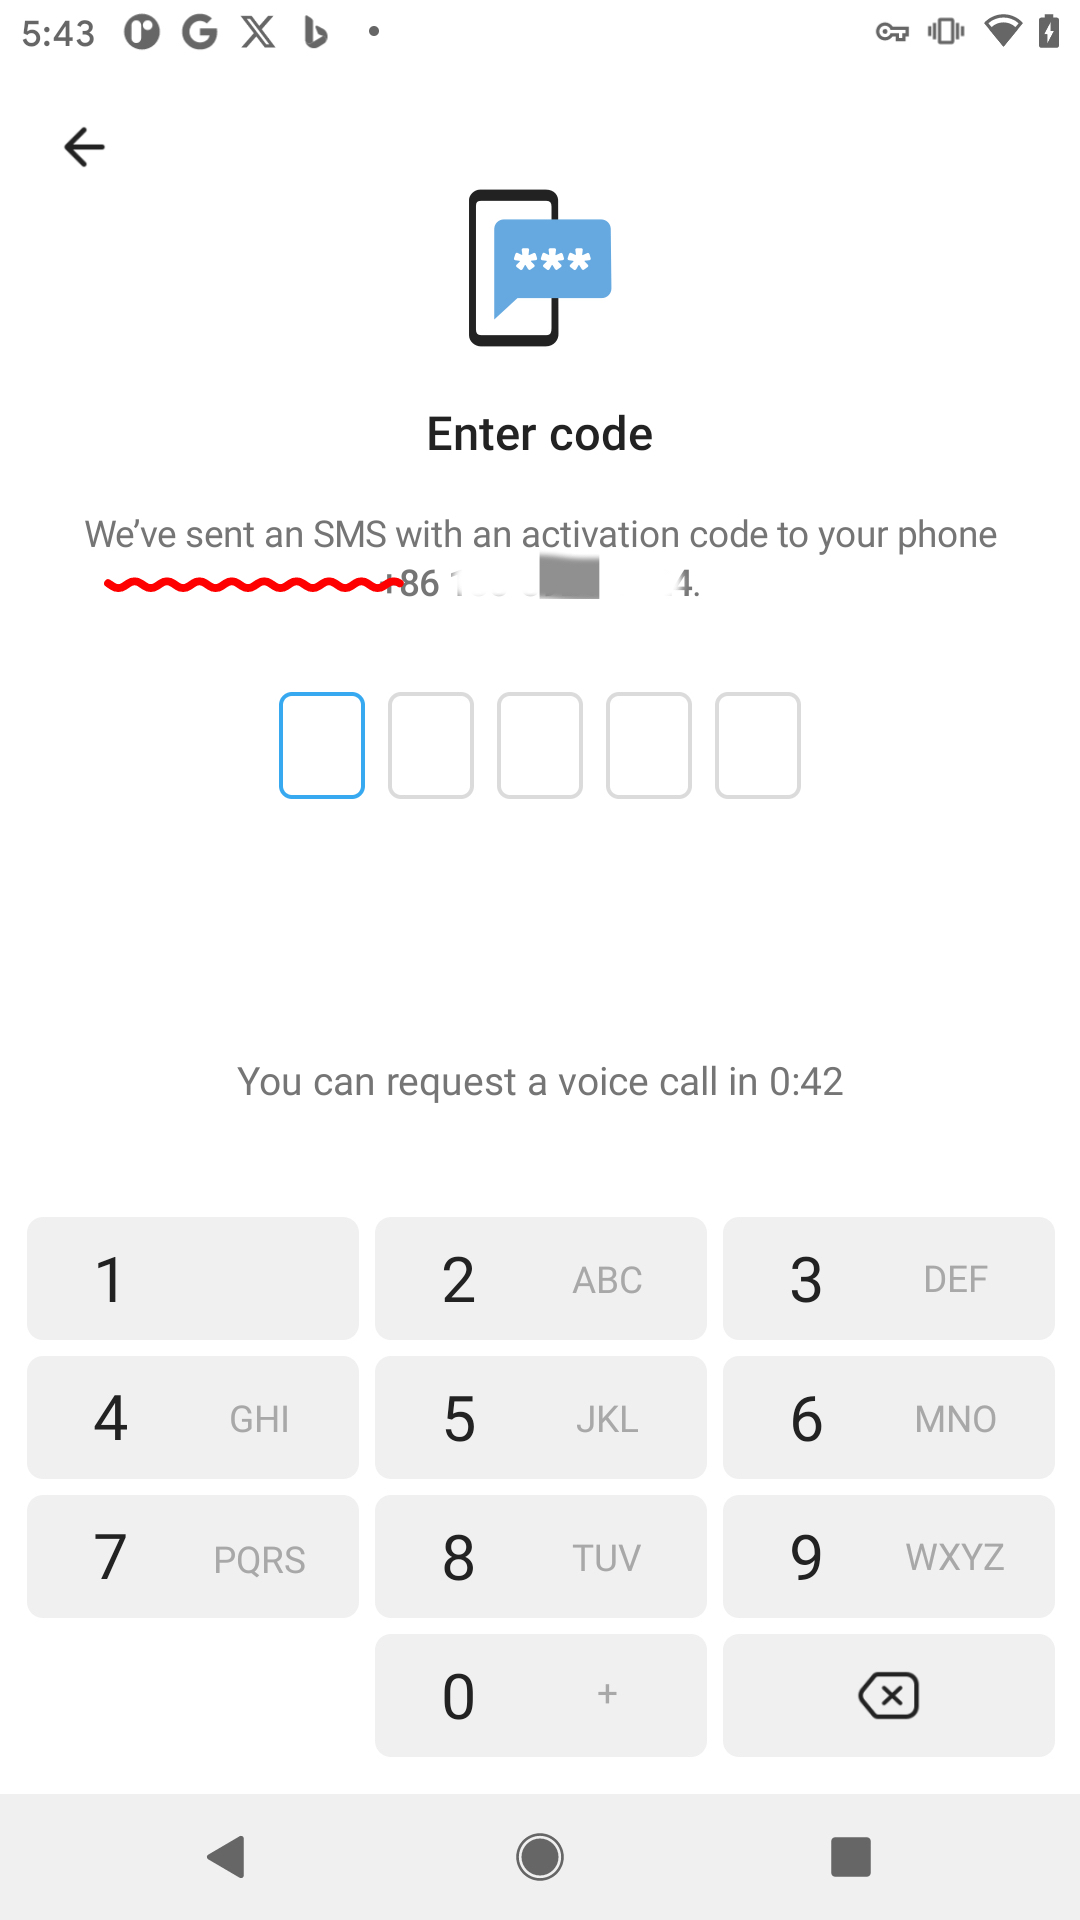 5:43
***
Enter code
We’ve sent an SMS with an activation code to your phone
+86 4.
You can request a voice call in 0:42
1
2 ABC
3 DEF
4 GHI
5 JKL
6 MNO
7 PQRS
8 TUV
9 WXYZ
0 +